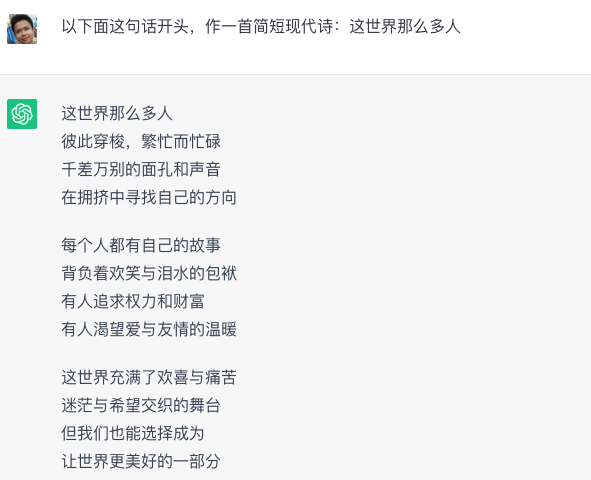 以下面这句话开头，作一首简短现代诗：这世界那么多人
这世界那么多人
彼此穿梭，繁忙而忙碌
千差万别的面孔和声音
在拥挤中寻找自己的方向
每个人都有自己的故事
背负着欢笑与泪水的包袱
有人追求权力和财富
有人渴望爱与友情的温暖
这世界充满了欢喜与痛苦
迷茫与希望交织的舞台
但我们也能选择成为
让世界更美好的一部分